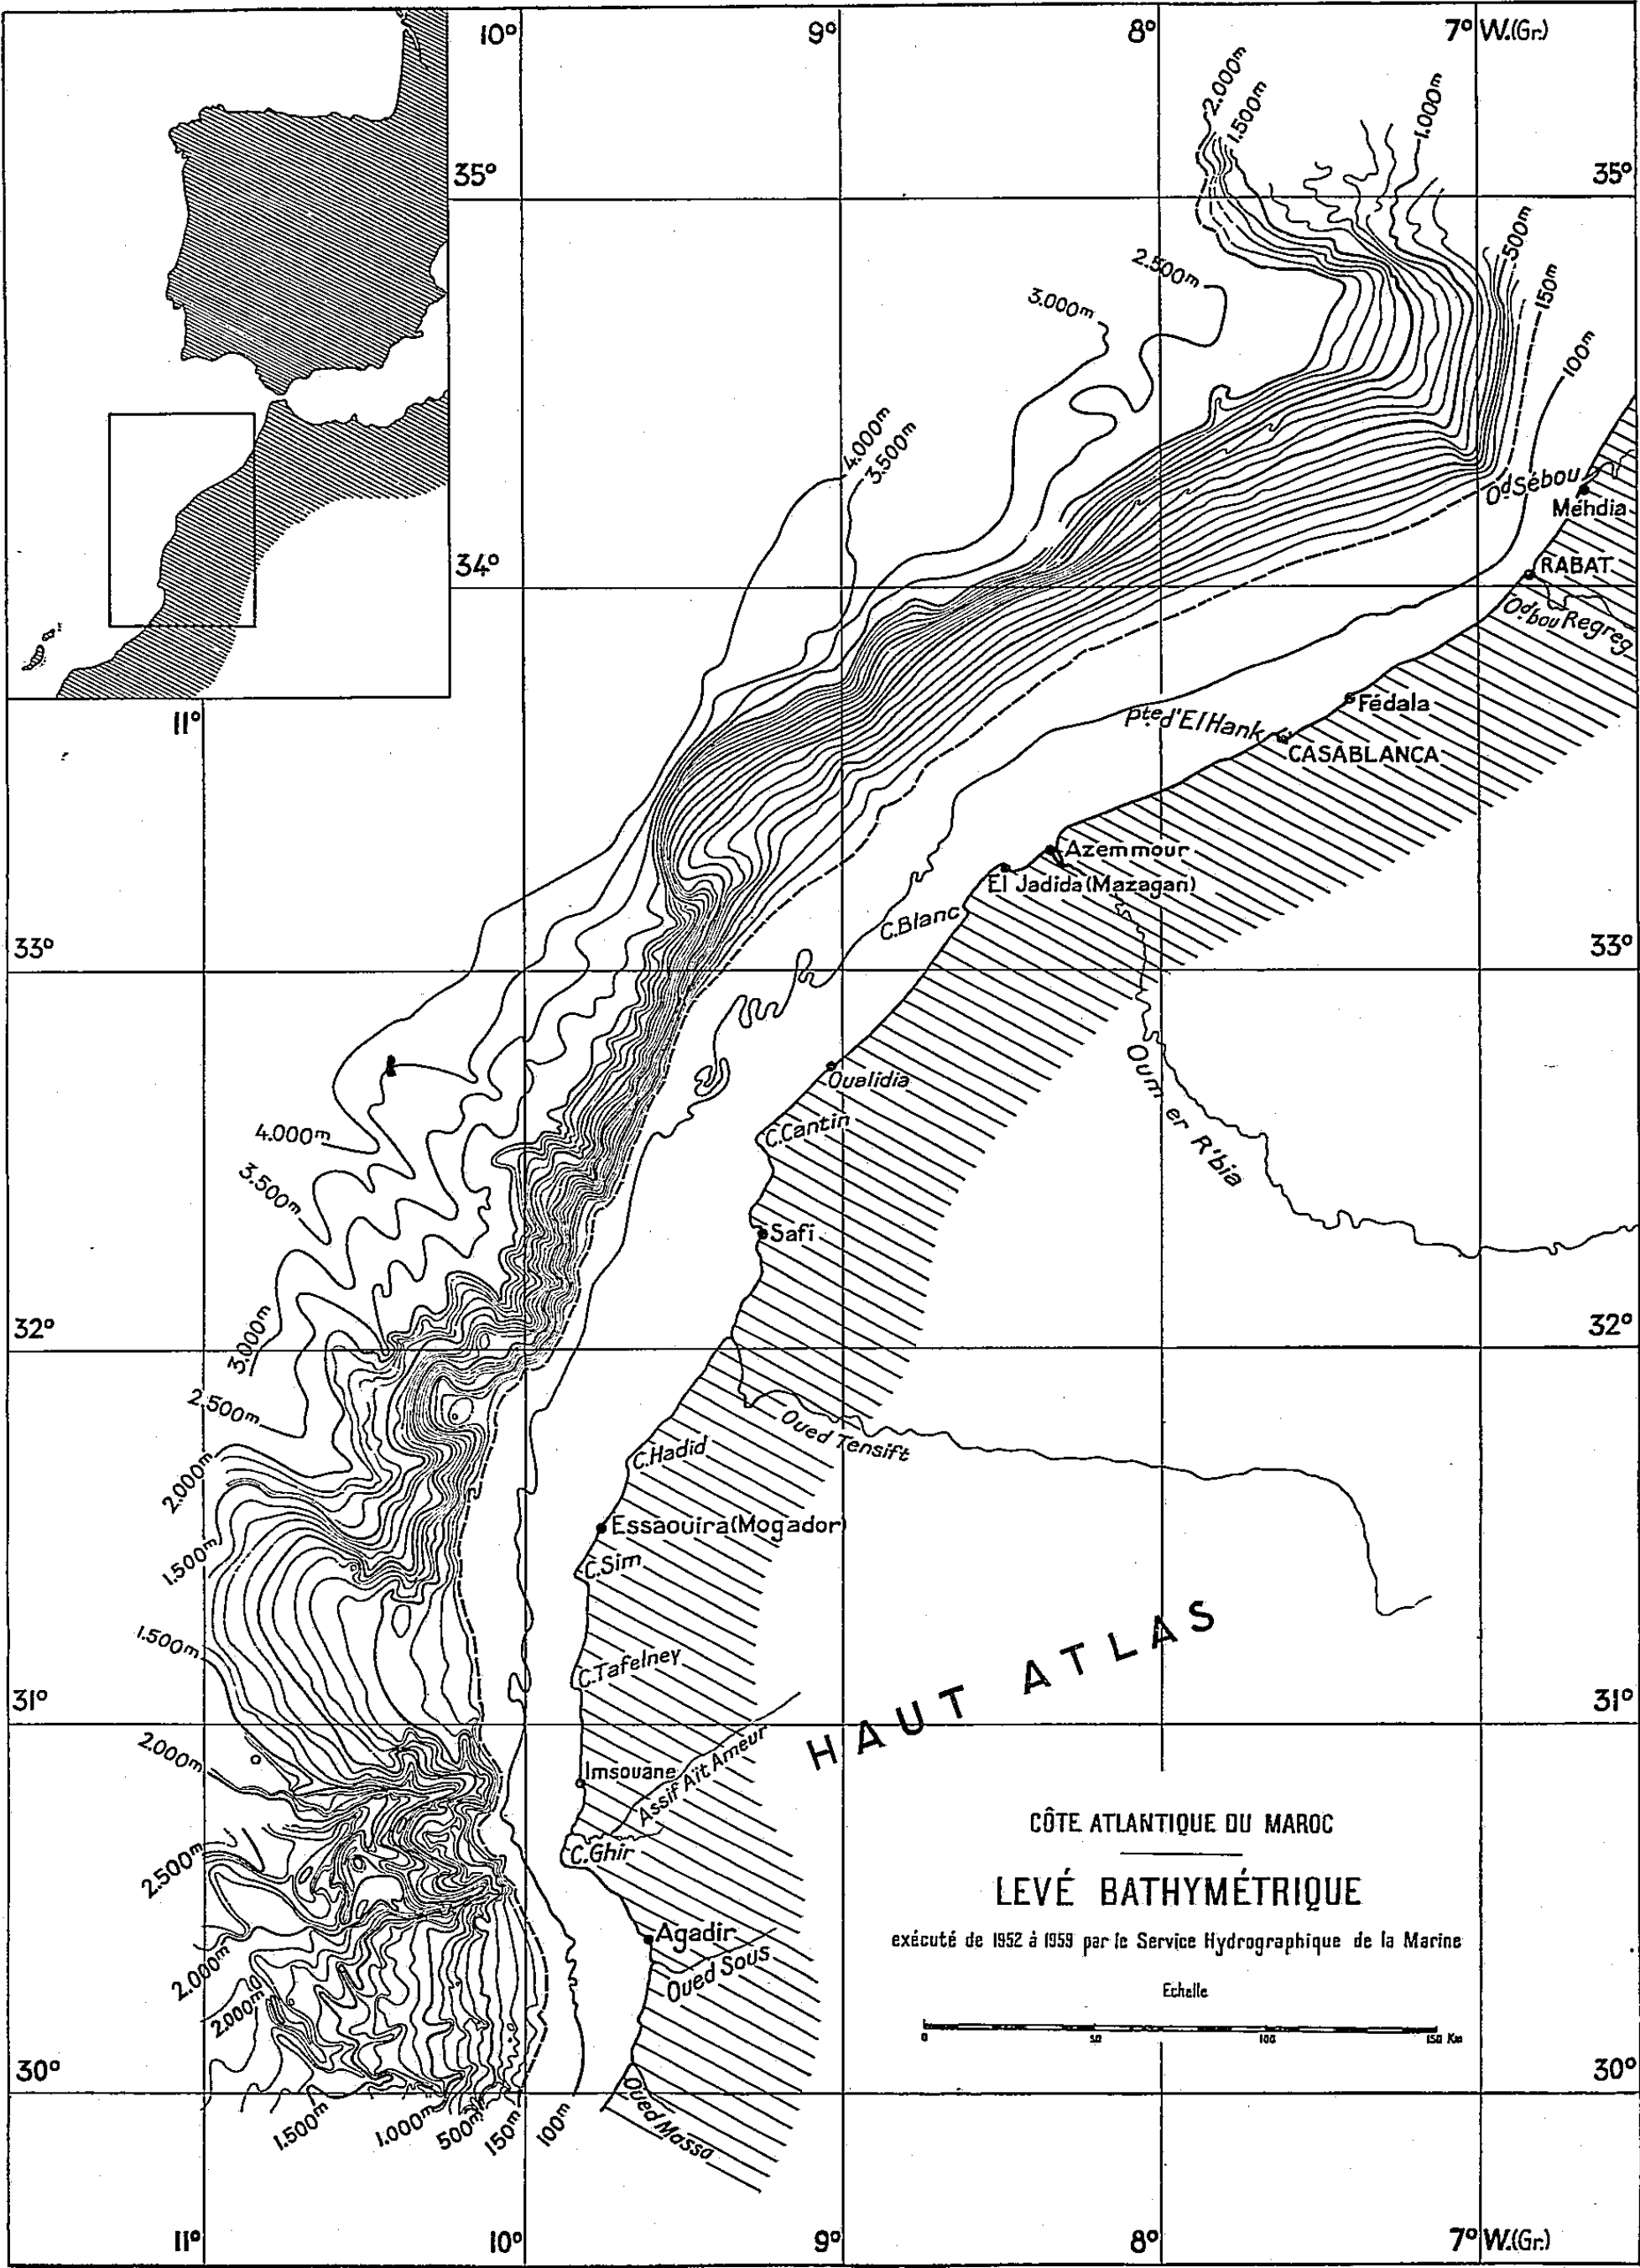 10° 9° 8° 7° W.(Gr.)
2.000m
1.500m
1.000m
35° 35°
500m
2.500m
150m
3.000m
100m
4.000m
3.500m
Od Sébou
Méhdia
34°
RABAT
Od bou Regreg
11°
Fédala
Pte d'El Hank
CASABLANCA
Azemmour
El Jadida (Mazagan)
C. Blanc
33° 33°
Oualidia
Oum er R'bia
C. Cantin
4.000m
3.500m
Safi
32° 32°
3.000m
2.500m
Oued Tensift
C. Hadid
2.000m
Essaouira (Mogador)
1.500m
C. Sim
1.500m
C. Tafelney
HAUT ATLAS
31° 31°
2.000m
Imsouane
Assif Aït Ameur
C. Ghir
2.500m
CÔTE ATLANTIQUE DU MAROC
LEVÉ BATHYMÉTRIQUE
exécuté de 1952 à 1959 par le Service Hydrographique de la Marine
Echelle
0 50 100 150 Km
Agadir
Oued Sous
2.000m
2.000m
30° 30°
1.500m
1.000m
500m
150m
100m
Oued Massa
11° 10° 9° 8° 7° W.(Gr.)